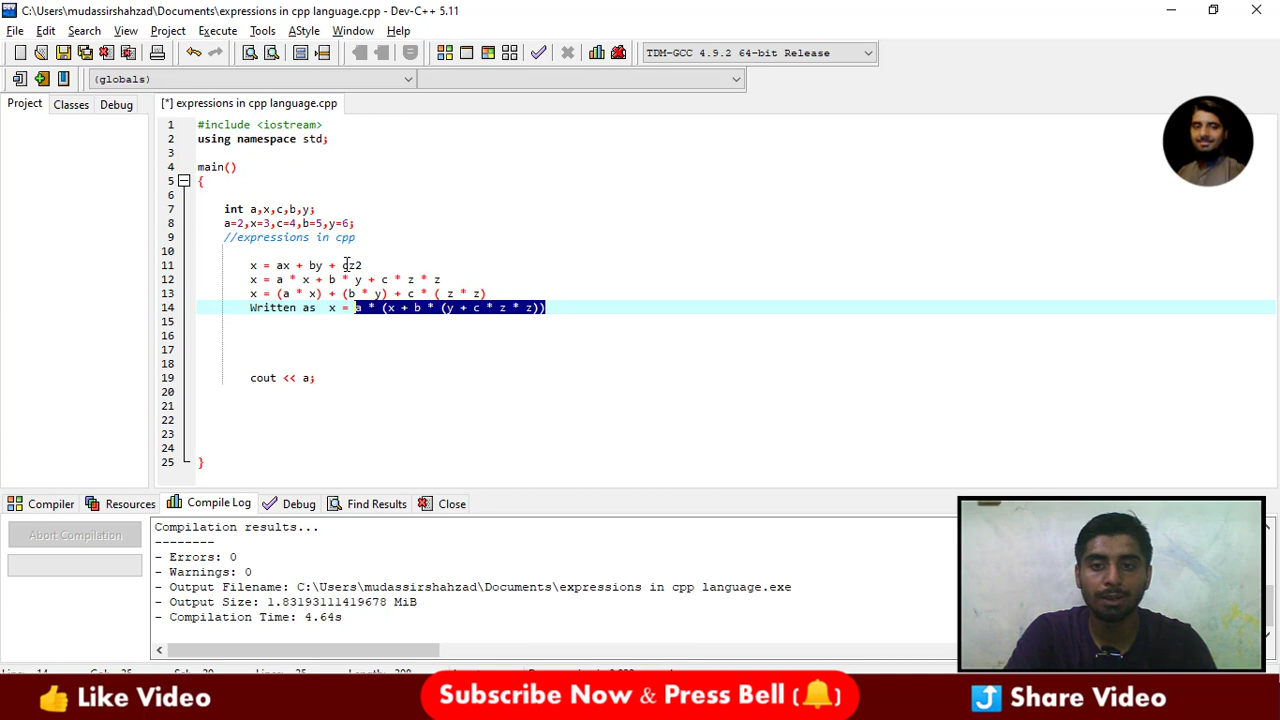 C:\Users\mudassirshahzad\Documents\expressions in cpp language.cpp - Dev-C++ 5.11
File Edit Search View Project Execute Tools AStyle Window Help
TDM-GCC 4.9.2 64-bit Release
(globals)
Project Classes Debug
[*] expressions in cpp language.cpp
1 #include <iostream>
2 using namespace std;
3
4 main()
5 {
6
7 int a,x,c,b,y;
8 a=2,x=3,c=4,b=5,y=6;
9 //expressions in cpp
10
11 x = ax + by + cz2
12 x = a * x + b * y + c * z * z
13 x = (a * x) + (b * y) + c * ( z * z)
14 Written as x = a * (x + b * (y + c * z * z))
15
16
17
18
19 cout << a;
20
21
22
23
24
25 }
Compiler Resources Compile Log Debug Find Results Close
Abort Compilation
Compilation results...
--------
- Errors: 0
- Warnings: 0
- Output Filename: C:\Users\mudassirshahzad\Documents\expressions in cpp language.exe
- Output Size: 1.83193111419678 MiB
- Compilation Time: 4.64s
Like Video
Subscribe Now & Press Bell (🔔)
Share Video